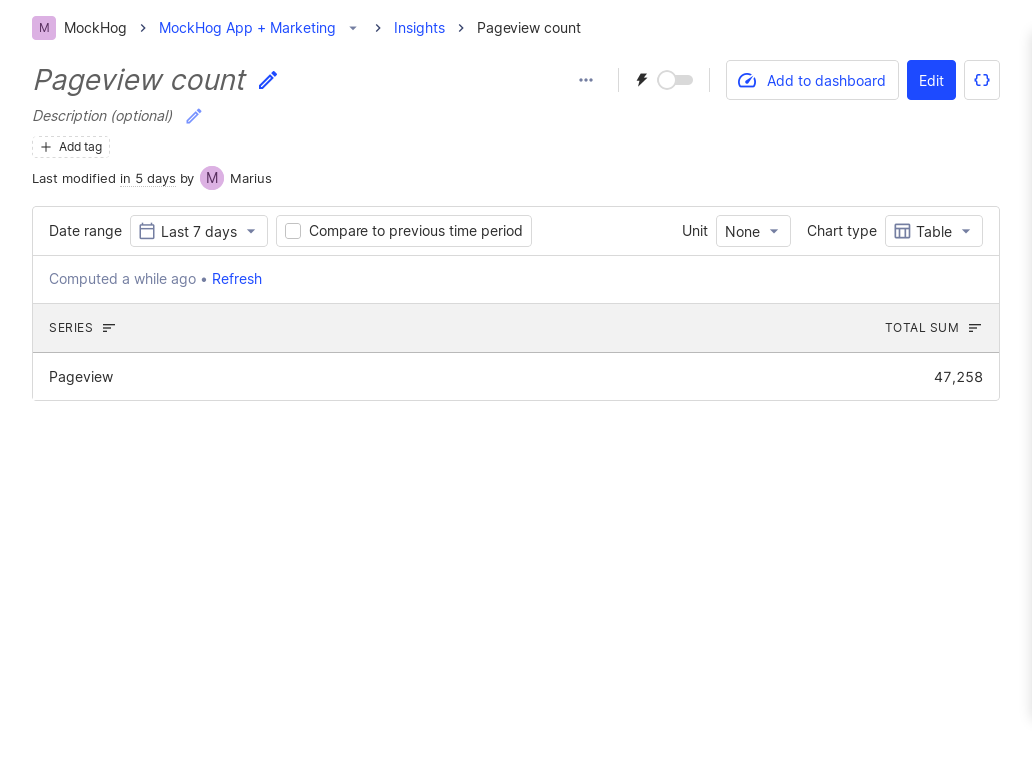 M MockHog > MockHog App + Marketing > Insights > Pageview count
Pageview count
Add to dashboard Edit {}
Description (optional)
+ Add tag
Last modified in 5 days by M Marius
Date range Last 7 days Compare to previous time period Unit None Chart type Table
Computed a while ago • Refresh
SERIES TOTAL SUM
Pageview 47,258